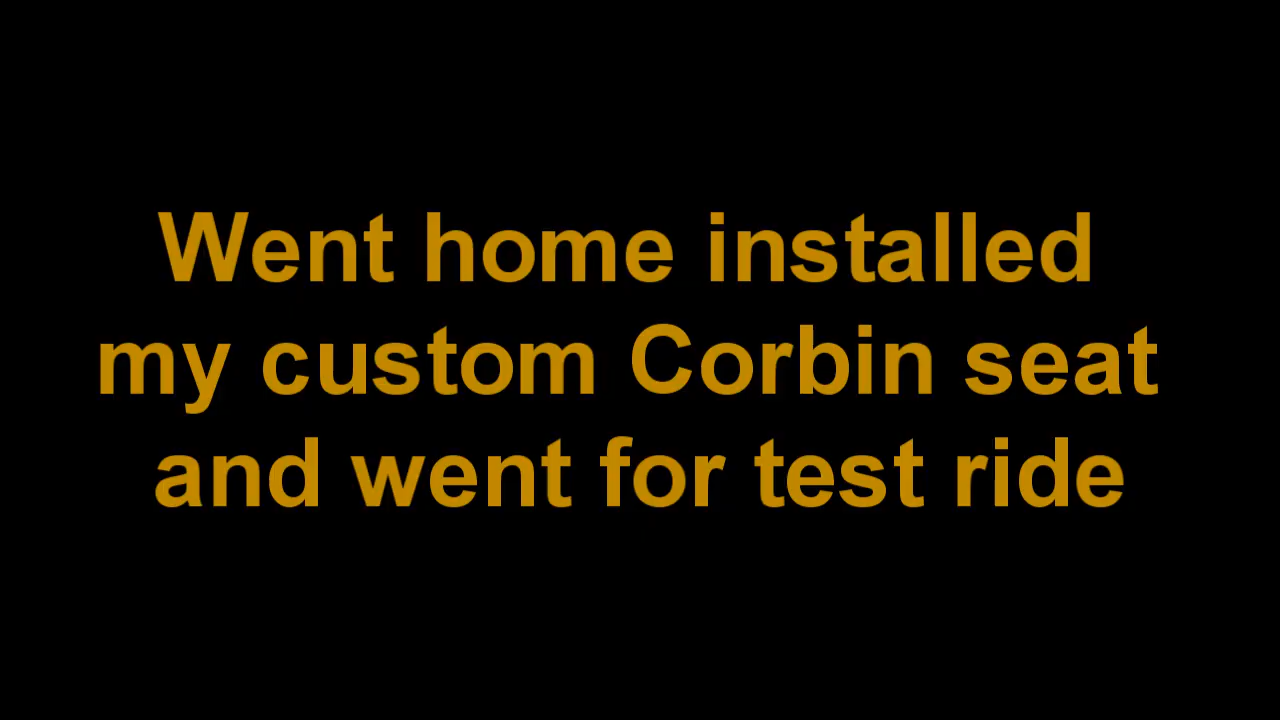 Went home installed
my custom Corbin seat
and went for test ride